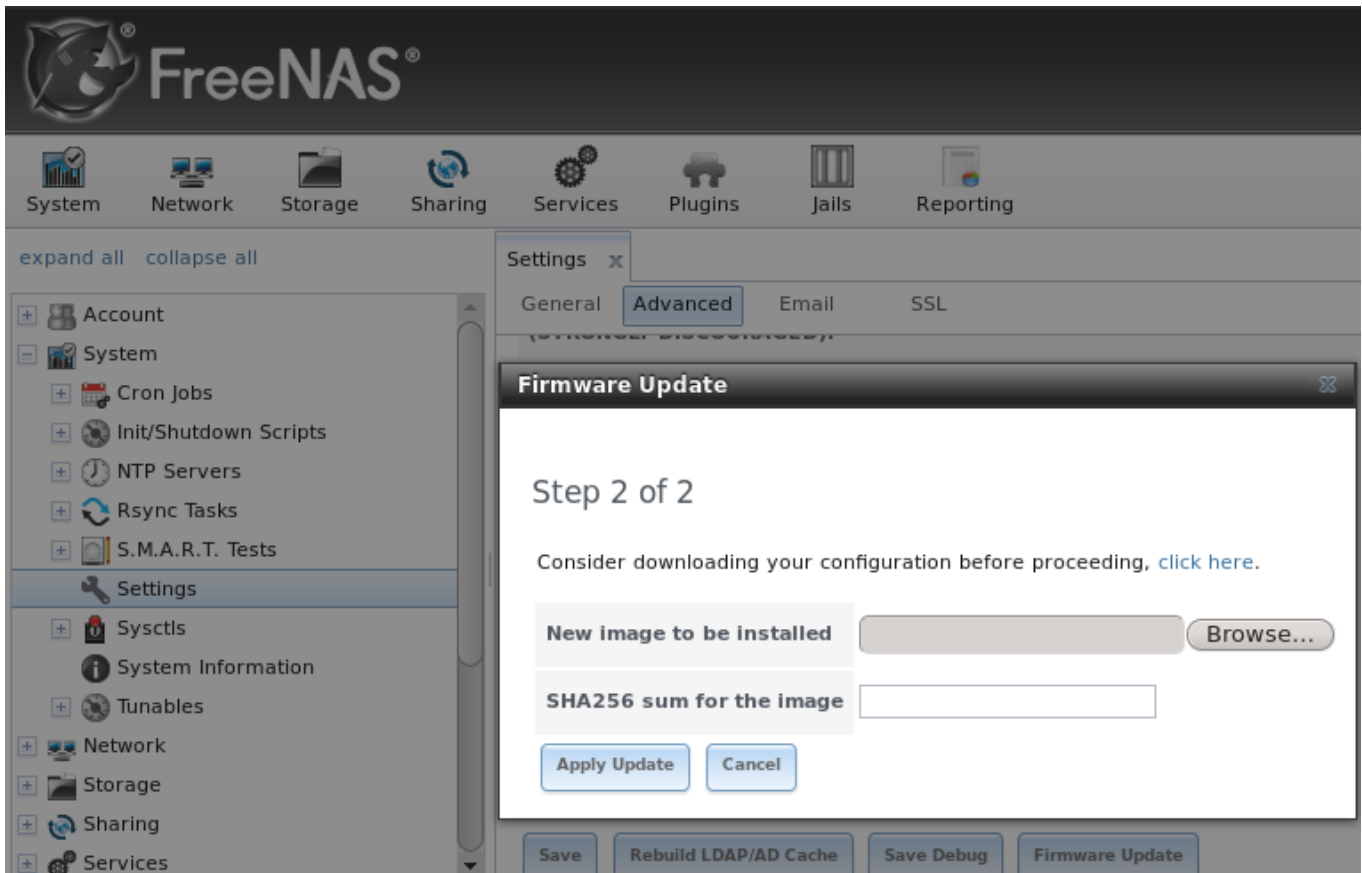 FreeNAS®
System Network Storage Sharing Services Plugins Jails Reporting
expand all collapse all
Account
System
Cron Jobs
Init/Shutdown Scripts
NTP Servers
Rsync Tasks
S.M.A.R.T. Tests
Settings
Sysctls
System Information
Tunables
Network
Storage
Sharing
Services
Settings x
General Advanced Email SSL
(STRONGLY DISCOURAGED).
Firmware Update
Step 2 of 2
Consider downloading your configuration before proceeding, click here.
New image to be installed Browse...
SHA256 sum for the image
Apply Update Cancel
Save Rebuild LDAP/AD Cache Save Debug Firmware Update